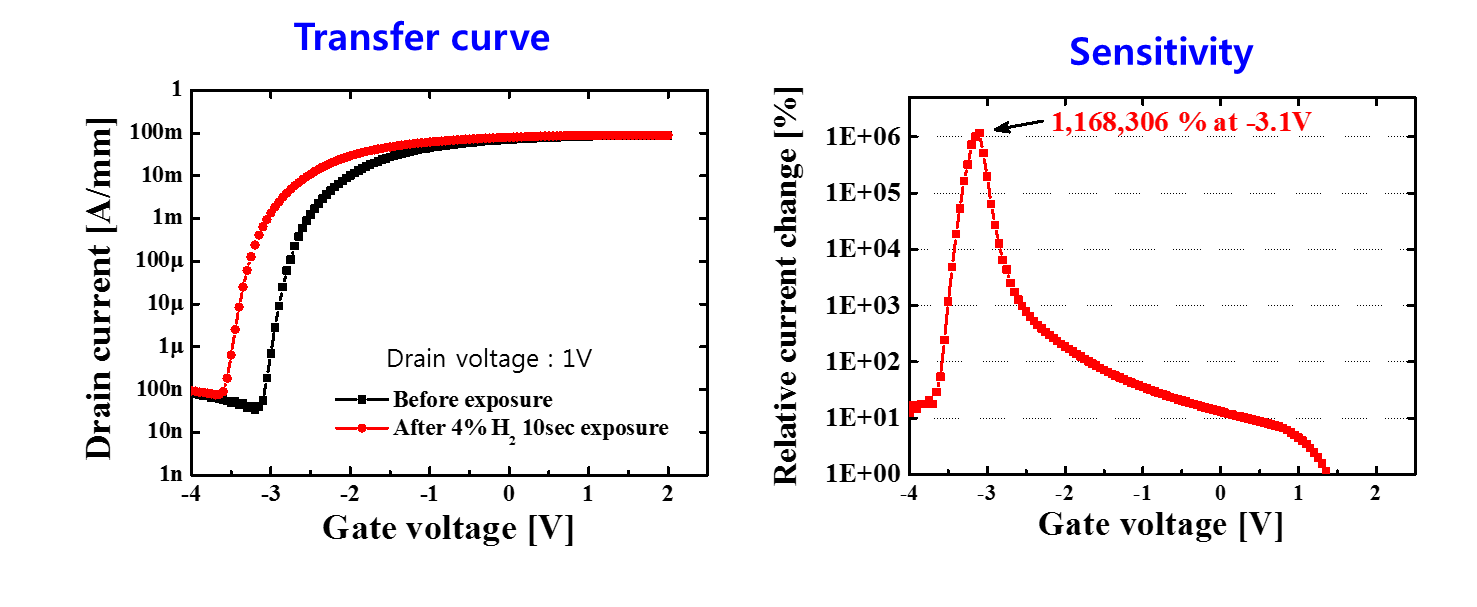 Transfer curve
Drain current [A/mm]
1
100m
10m
1m
100µ
10µ
1µ
100n
10n
1n
Drain voltage : 1V
Before exposure
After 4% H2 10sec exposure
-4 -3 -2 -1 0 1 2
Gate voltage [V]
Sensitivity
Relative current change [%]
1,168,306 % at -3.1V
1E+06
1E+05
1E+04
1E+03
1E+02
1E+01
1E+00
-4 -3 -2 -1 0 1 2
Gate voltage [V]